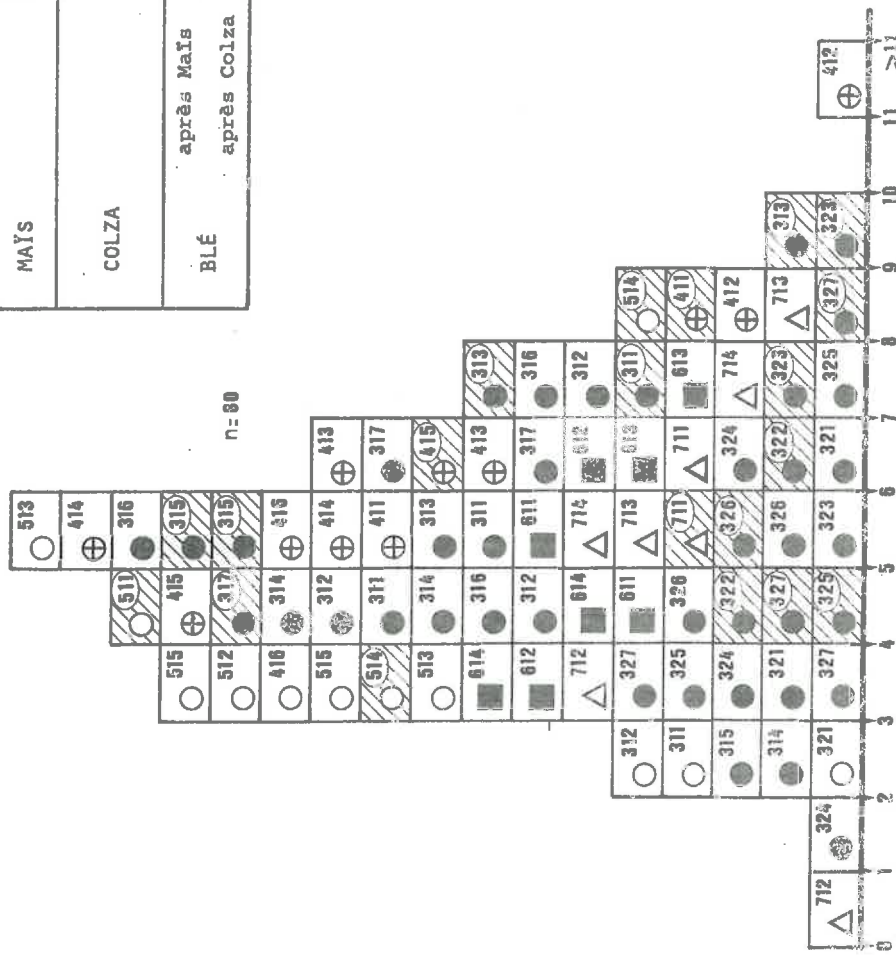 513 MAÏS
414
COLZA
511 316
515 415 315 après Maïs
BLÉ
512 317 315 n=80 après Colza
416 314 415
515 312 414 413
514 311 411 317
513 314 313 415
614 316 311 413 313
612 312 611 317 316
712 614 714 612 312
312 327 611 713 613 311 514
311 325 326 711 711 613 411
315 324 322 326 324 714 412
314 321 327 326 322 323 713 313
712 324 321 327 325 323 321 325 327 323 412
0 1 2 3 4 5 6 7 8 9 10 11 >11